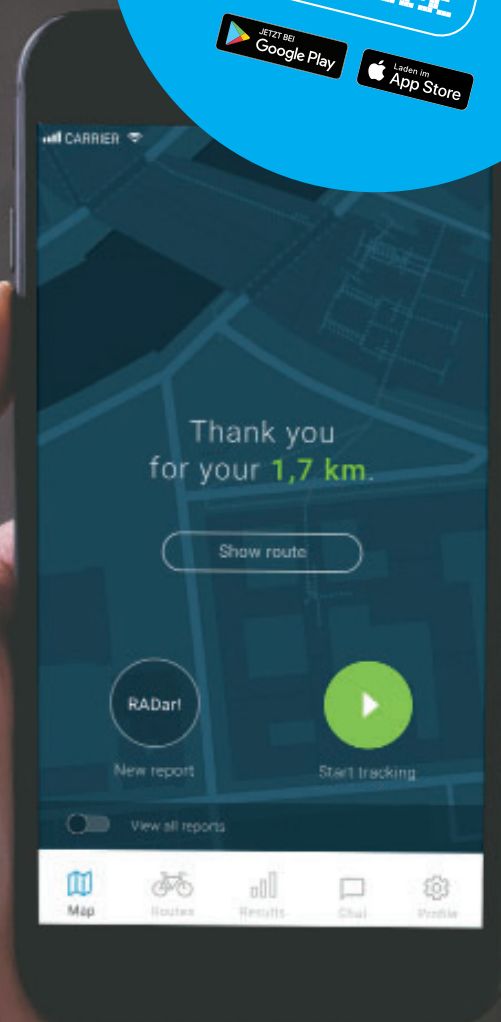 JETZT BEI
Google Play
Laden im
App Store
CARRIER
Thank you
for your 1,7 km.
Show route
RADar!
New report
Start tracking
View all reports
Map
Routes
Results
Chat
Profile